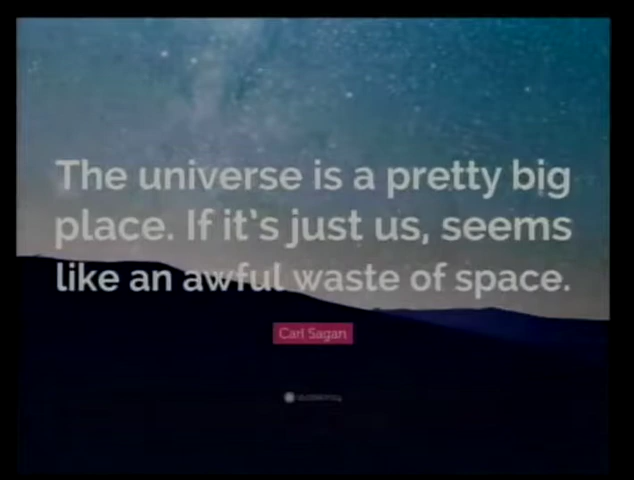 The universe is a pretty big
place. If it's just us, seems
like an awful waste of space.
Carl Sagan